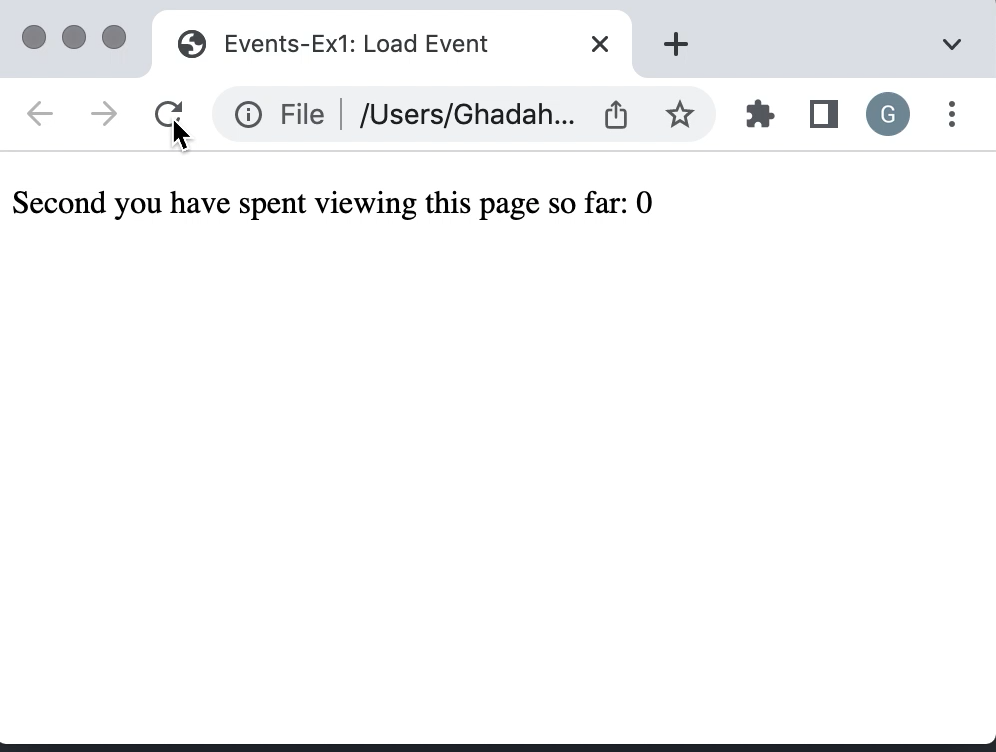 Events-Ex1: Load Event
File /Users/Ghadah... G
Second you have spent viewing this page so far: 0